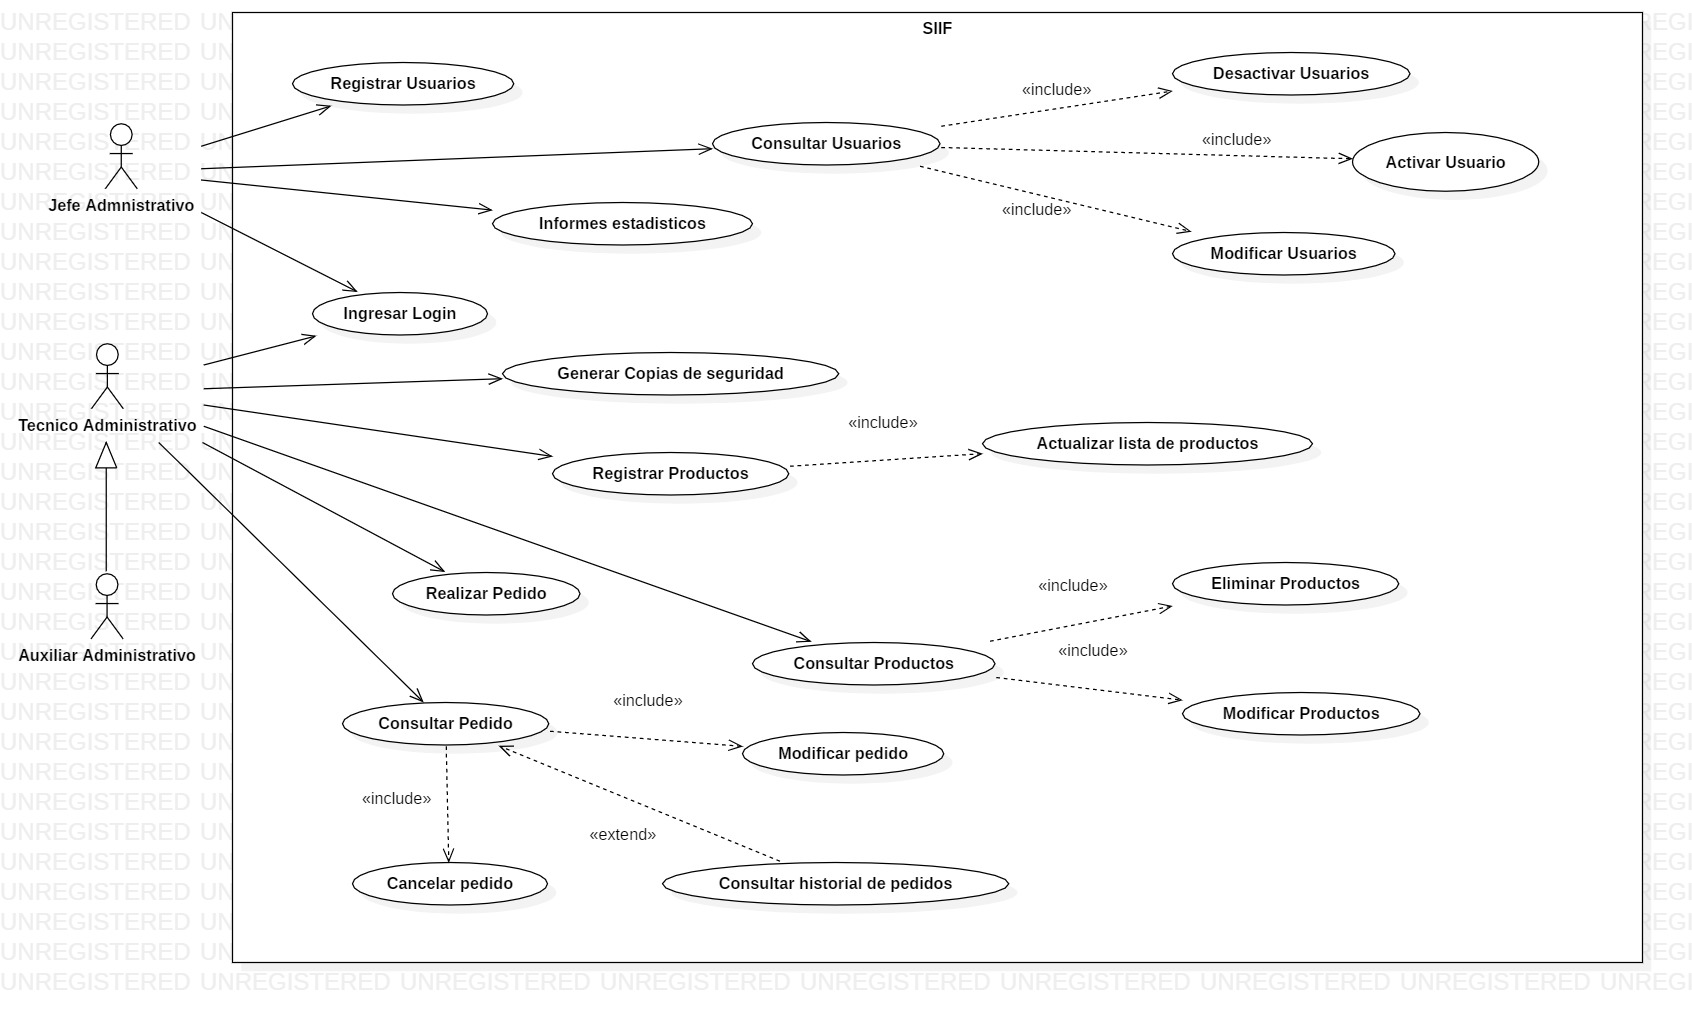 SIIF
Registrar Usuarios
Desactivar Usuarios
«include»
Consultar Usuarios
«include»
Activar Usuario
Jefe Admnistrativo
«include»
Informes estadisticos
Modificar Usuarios
Ingresar Login
Generar Copias de seguridad
Tecnico Administrativo
«include»
Actualizar lista de productos
Registrar Productos
Realizar Pedido
«include»
Eliminar Productos
Auxiliar Administrativo
«include»
Consultar Productos
«include»
Modificar Productos
Consultar Pedido
Modificar pedido
«include»
«extend»
Cancelar pedido
Consultar historial de pedidos
UNREGISTERED UNREGISTERED UNREGISTERED UNREGISTERED UNREGISTERED UNREGISTERED UNREGISTERED UNREGISTERED UNREGI